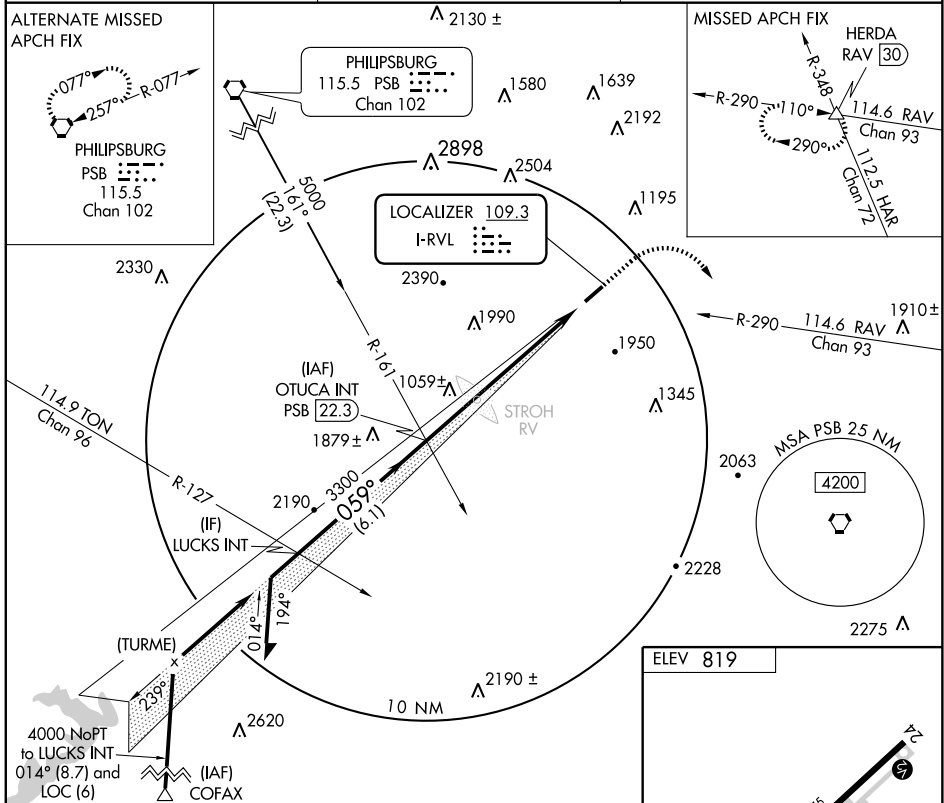 ALTERNATE MISSED
APCH FIX
077°
257°
R-077
PHILIPSBURG
PSB
115.5
Chan 102
2130 ±
PHILIPSBURG
115.5 PSB
Chan 102
1580
1639
2192
MISSED APCH FIX
HERDA
RAV 30
R-348
R-290
110°
290°
114.6 RAV
Chan 93
112.5 HAR
Chan 72
2898
2504
1195
5000
161°
(22.3)
LOCALIZER 109.3
I-RVL
2330
2390
1990
R-161
1950
R-290
114.6 RAV
Chan 93
1910 ±
(IAF)
OTUCA INT
PSB 22.3
1059 ±
STROH
RV
1345
1879 ±
114.9 TON
Chan 96
R-127
2063
MSA PSB 25 NM
4200
2190
3300
059°
(6.1)
(IF)
LUCKS INT
2228
014°
194°
2275
(TURME)
x
239°
2190 ±
10 NM
2620
4000 NoPT
to LUCKS INT
014° (8.7) and
LOC (6)
(IAF)
COFAX
ELEV 819
24